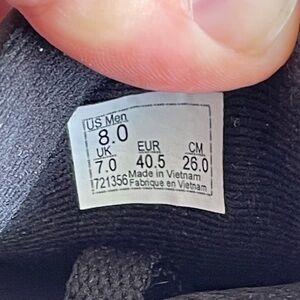 US Men
8.0
UK EUR CM
7.0 40.5 26.0
721356 Made in Vietnam
Fabrique en Vietnam